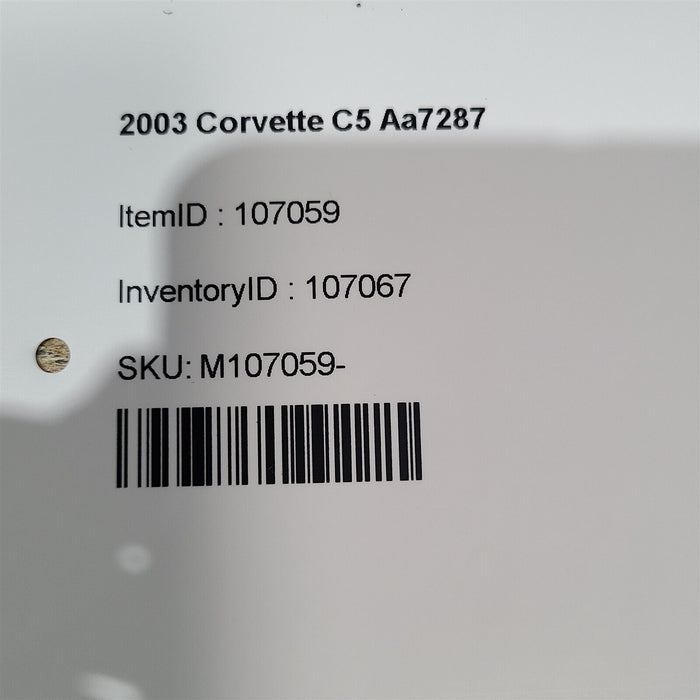 2003 Corvette C5 Aa7287
ItemID : 107059
InventoryID : 107067
SKU: M107059-